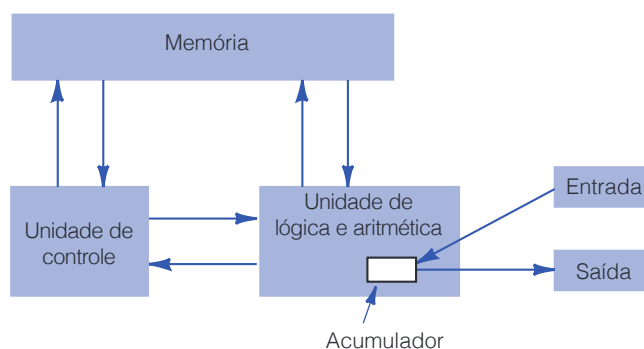 Memória
Unidade de
controle
Unidade de
lógica e aritmética
Entrada
Saída
Acumulador